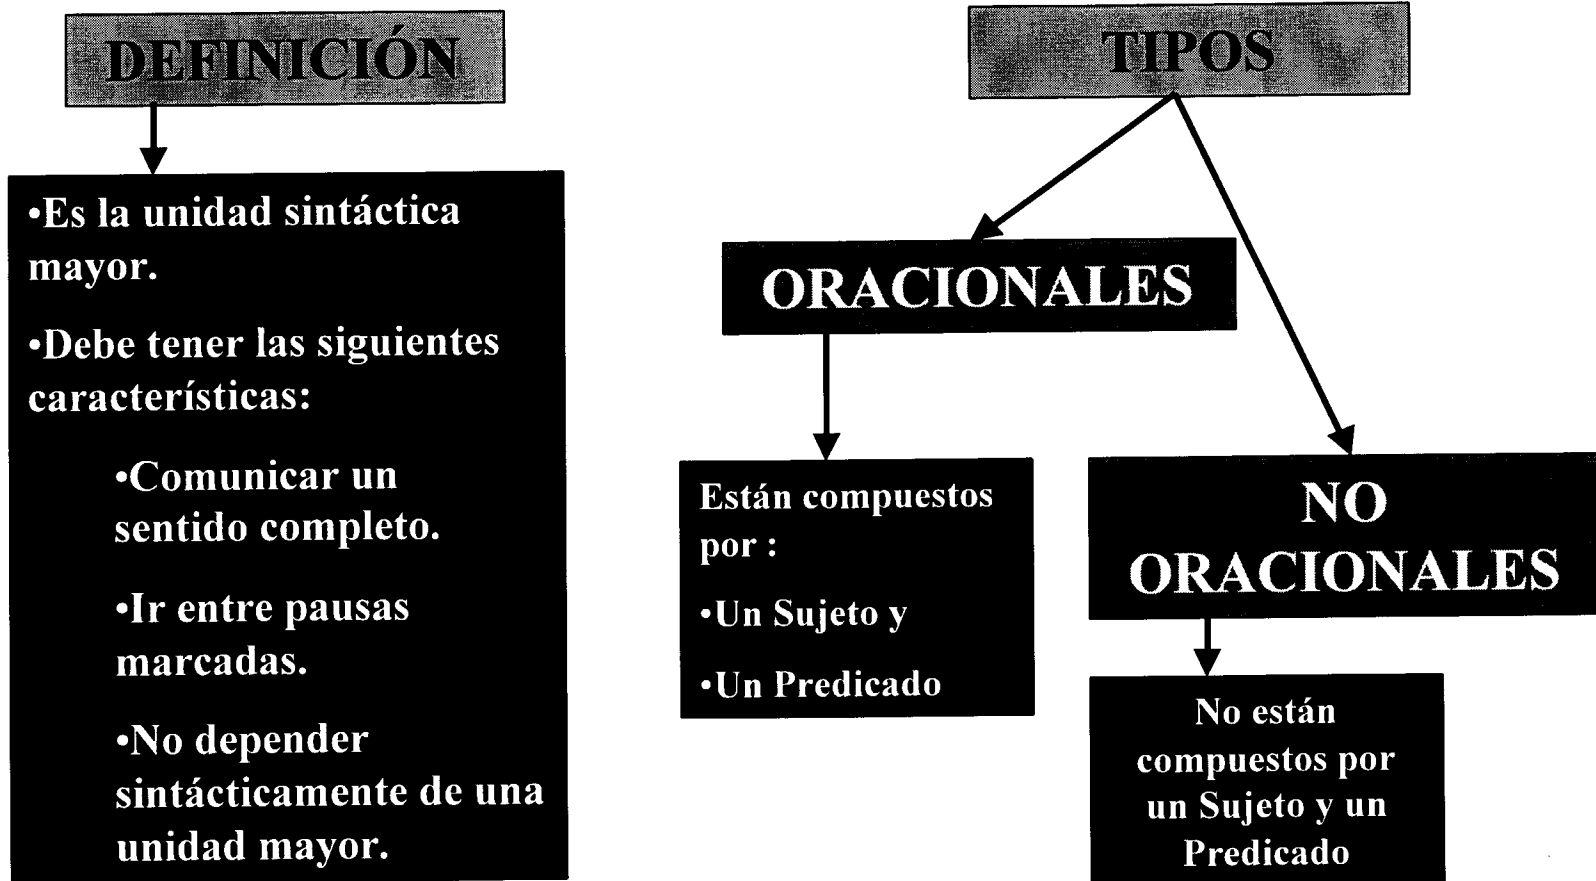 DEFINICIÓN
•Es la unidad sintáctica
mayor.
•Debe tener las siguientes
características:
•Comunicar un
sentido completo.
•Ir entre pausas
marcadas.
•No depender
sintácticamente de una
unidad mayor.
TIPOS
ORACIONALES
Están compuestos
por :
•Un Sujeto y
•Un Predicado
NO
ORACIONALES
No están
compuestos por
un Sujeto y un
Predicado